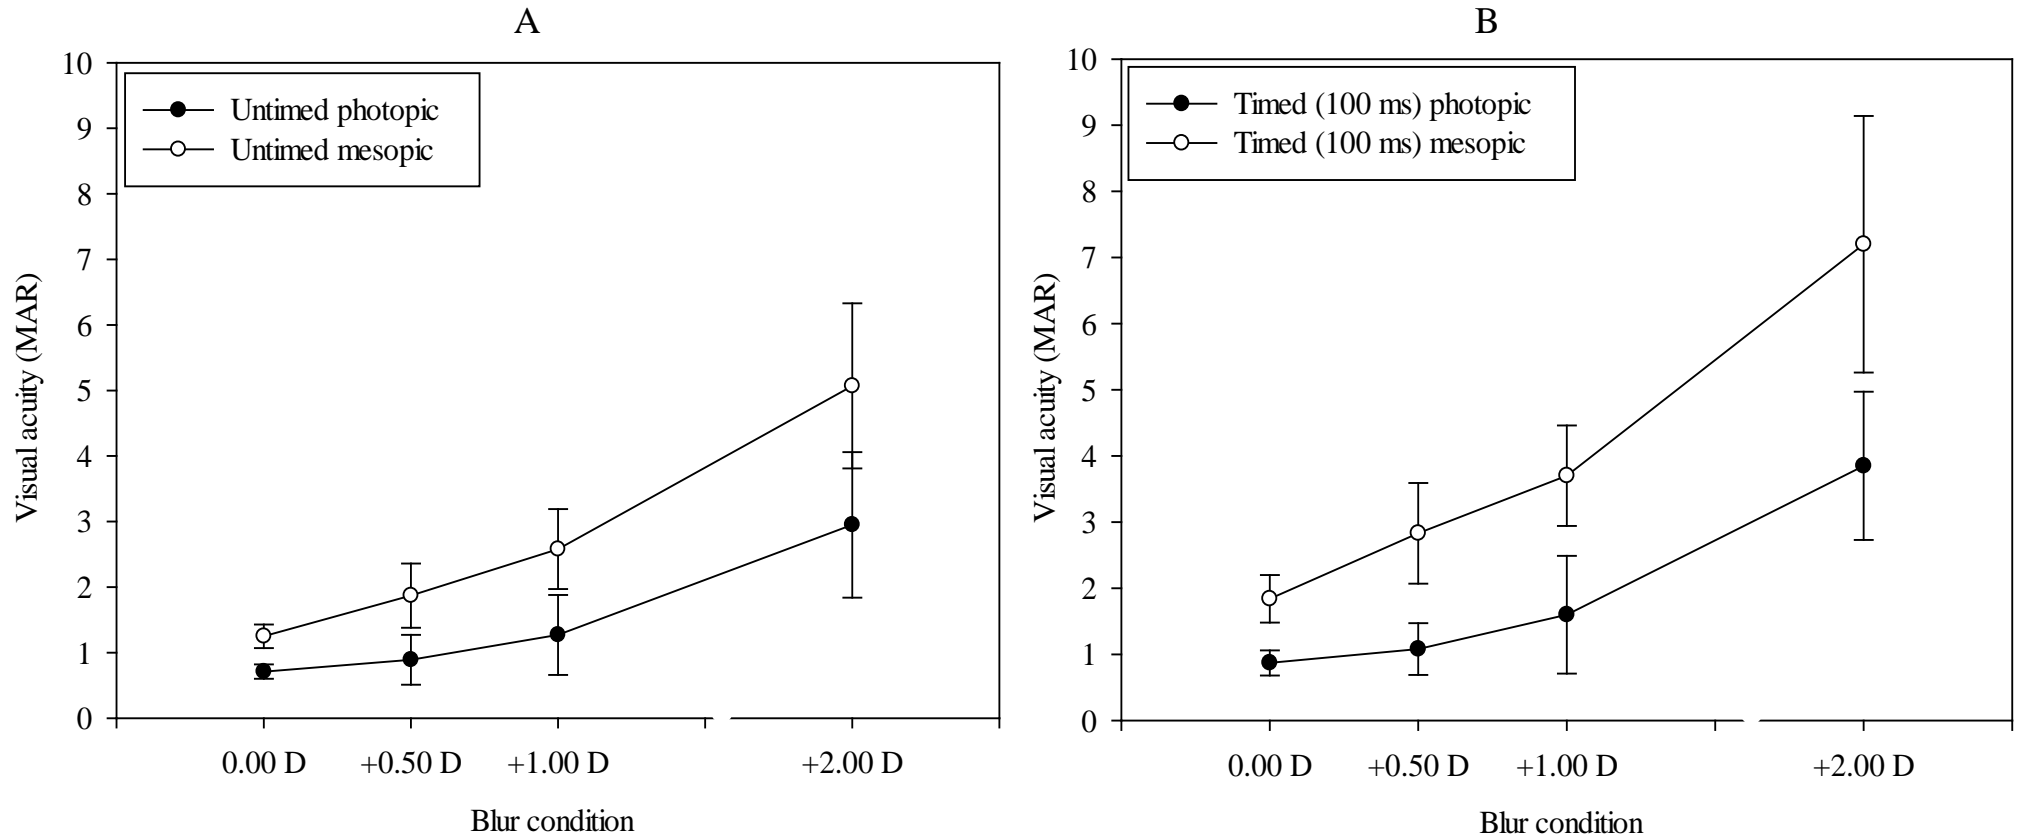 A
10
9
8
7
6
5
4
3
2
1
0
Visual acuity (MAR)
Untimed photopic
Untimed mesopic
0.00 D +0.50 D +1.00 D +2.00 D
Blur condition
B
10
9
8
7
6
5
4
3
2
1
0
Visual acuity (MAR)
Timed (100 ms) photopic
Timed (100 ms) mesopic
0.00 D +0.50 D +1.00 D +2.00 D
Blur condition